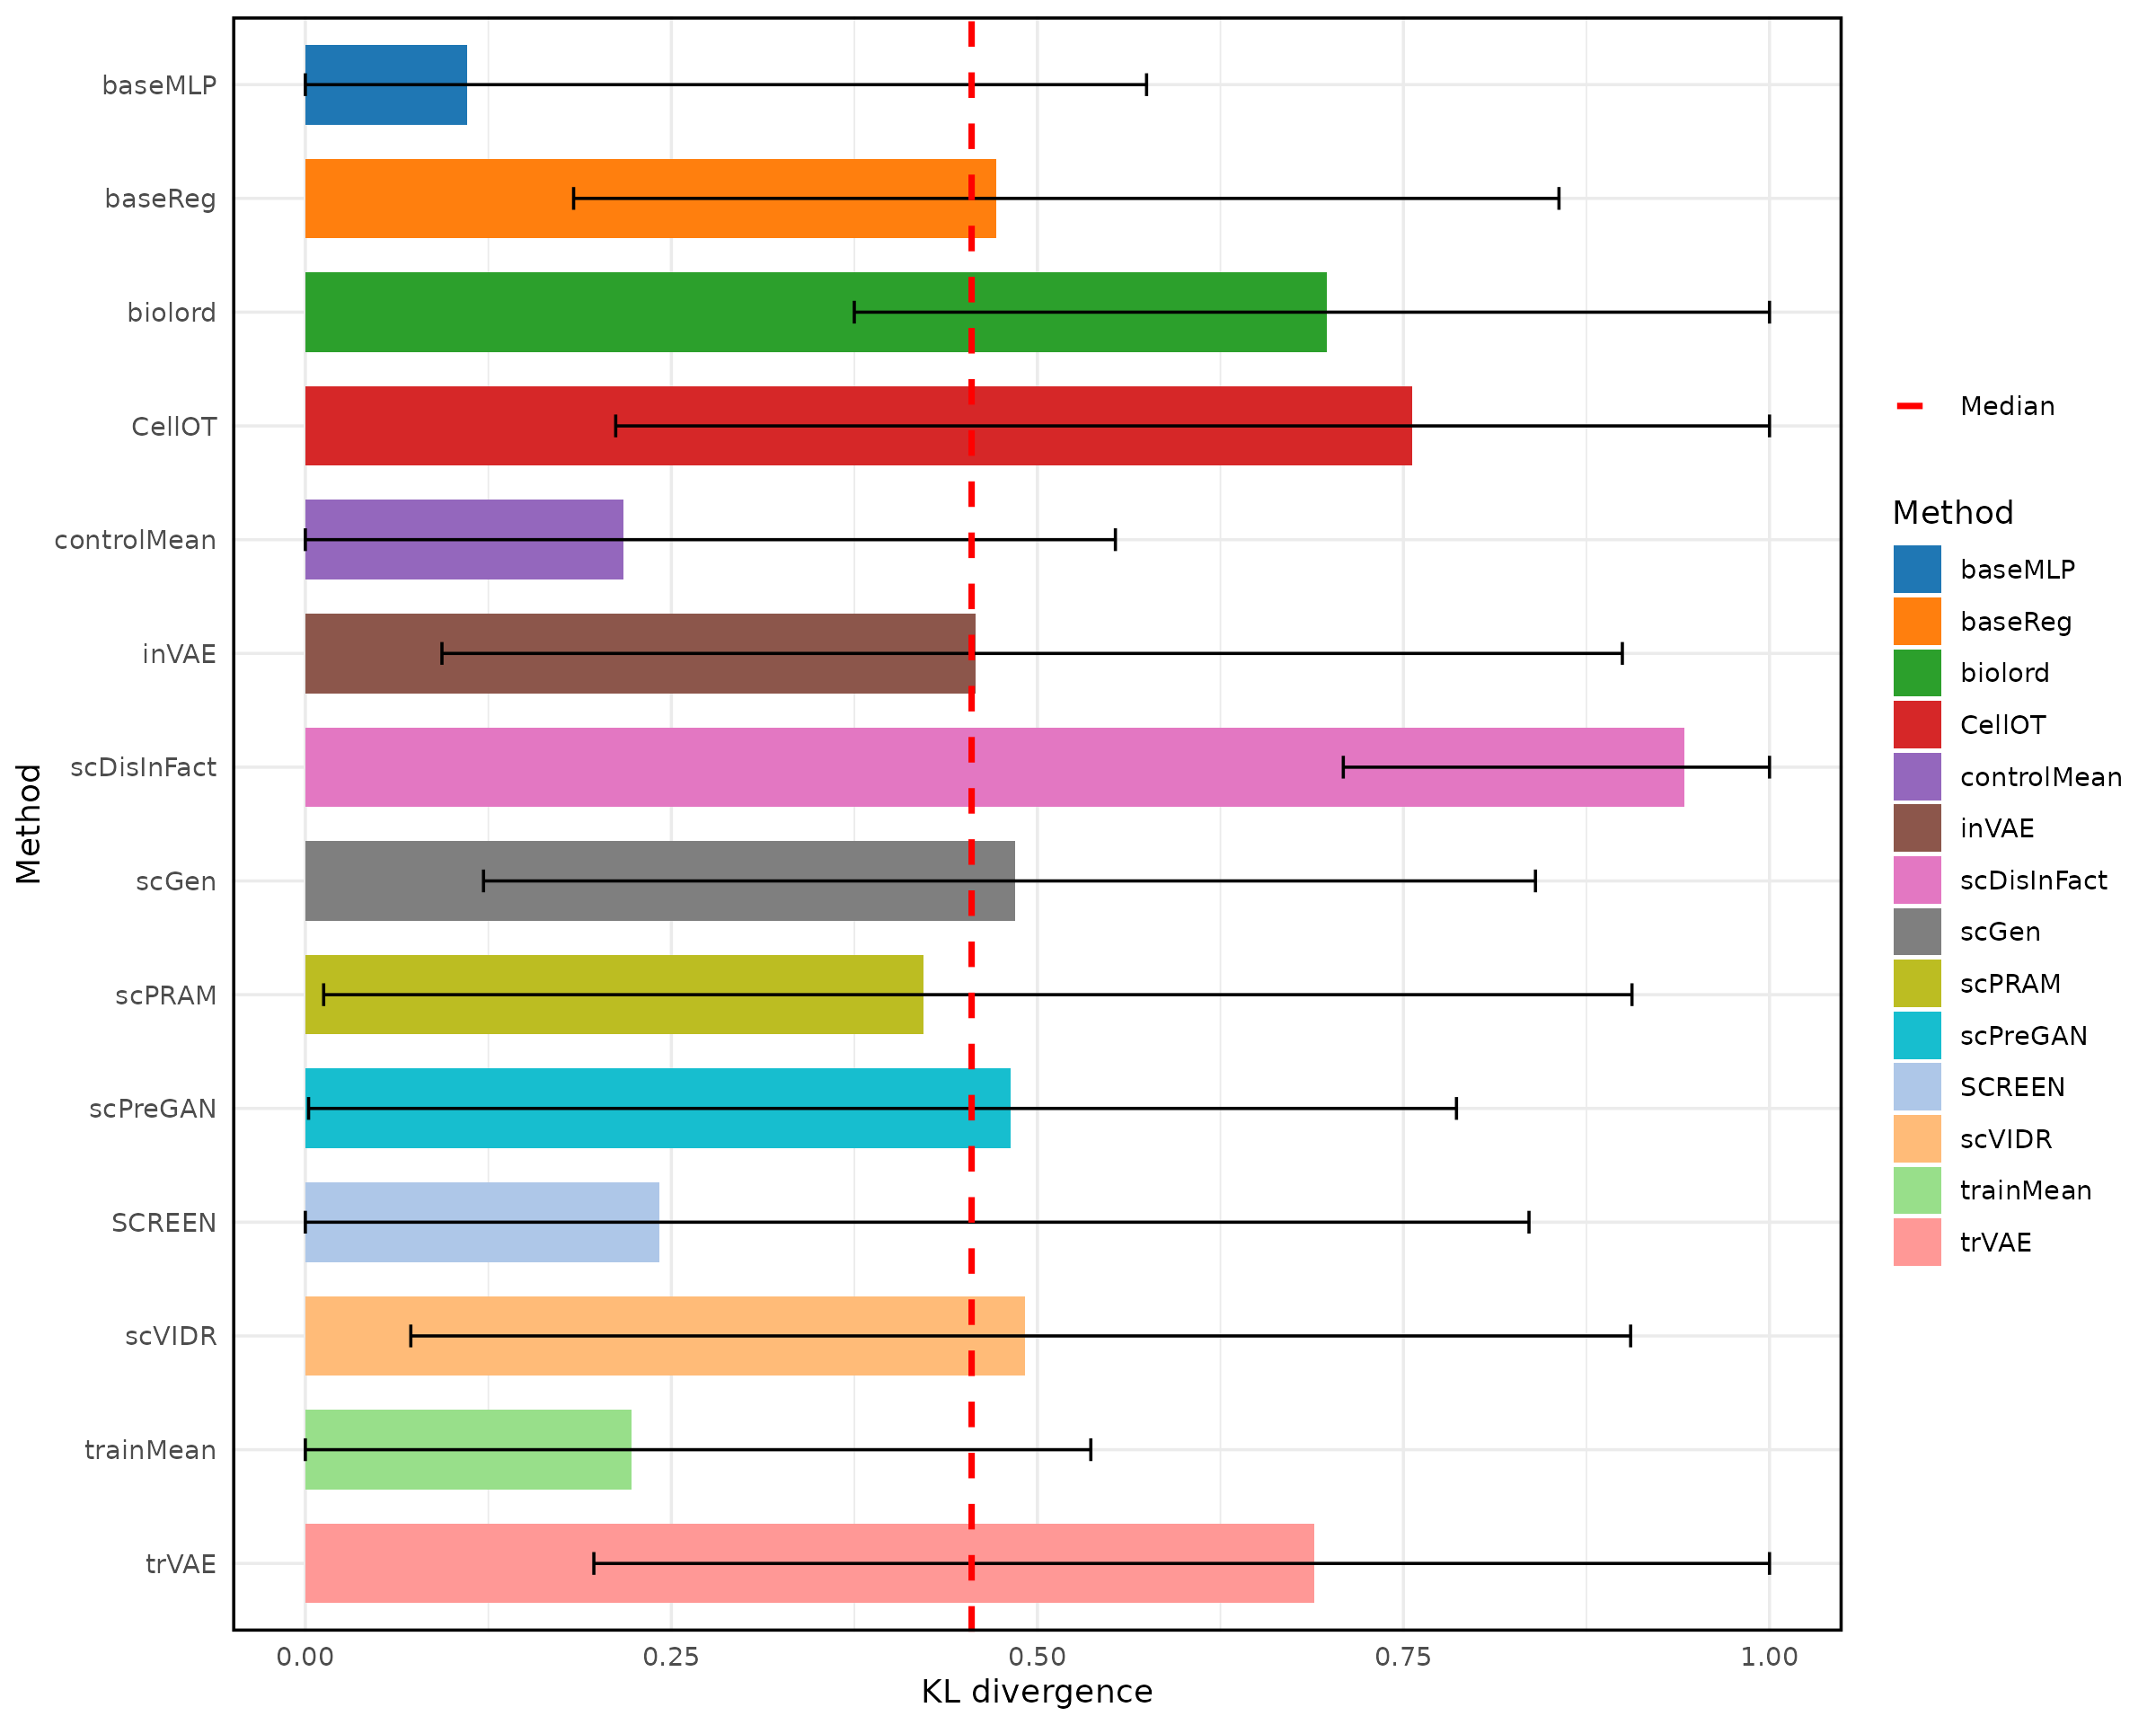 baseMLP
baseReg
biolord
CellOT
controlMean
inVAE
scDisInFact
scGen
scPRAM
scPreGAN
SCREEN
scVIDR
trainMean
trVAE
Method
0.00 0.25 0.50 0.75 1.00
KL divergence
Median
Method
baseMLP
baseReg
biolord
CellOT
controlMean
inVAE
scDisInFact
scGen
scPRAM
scPreGAN
SCREEN
scVIDR
trainMean
trVAE